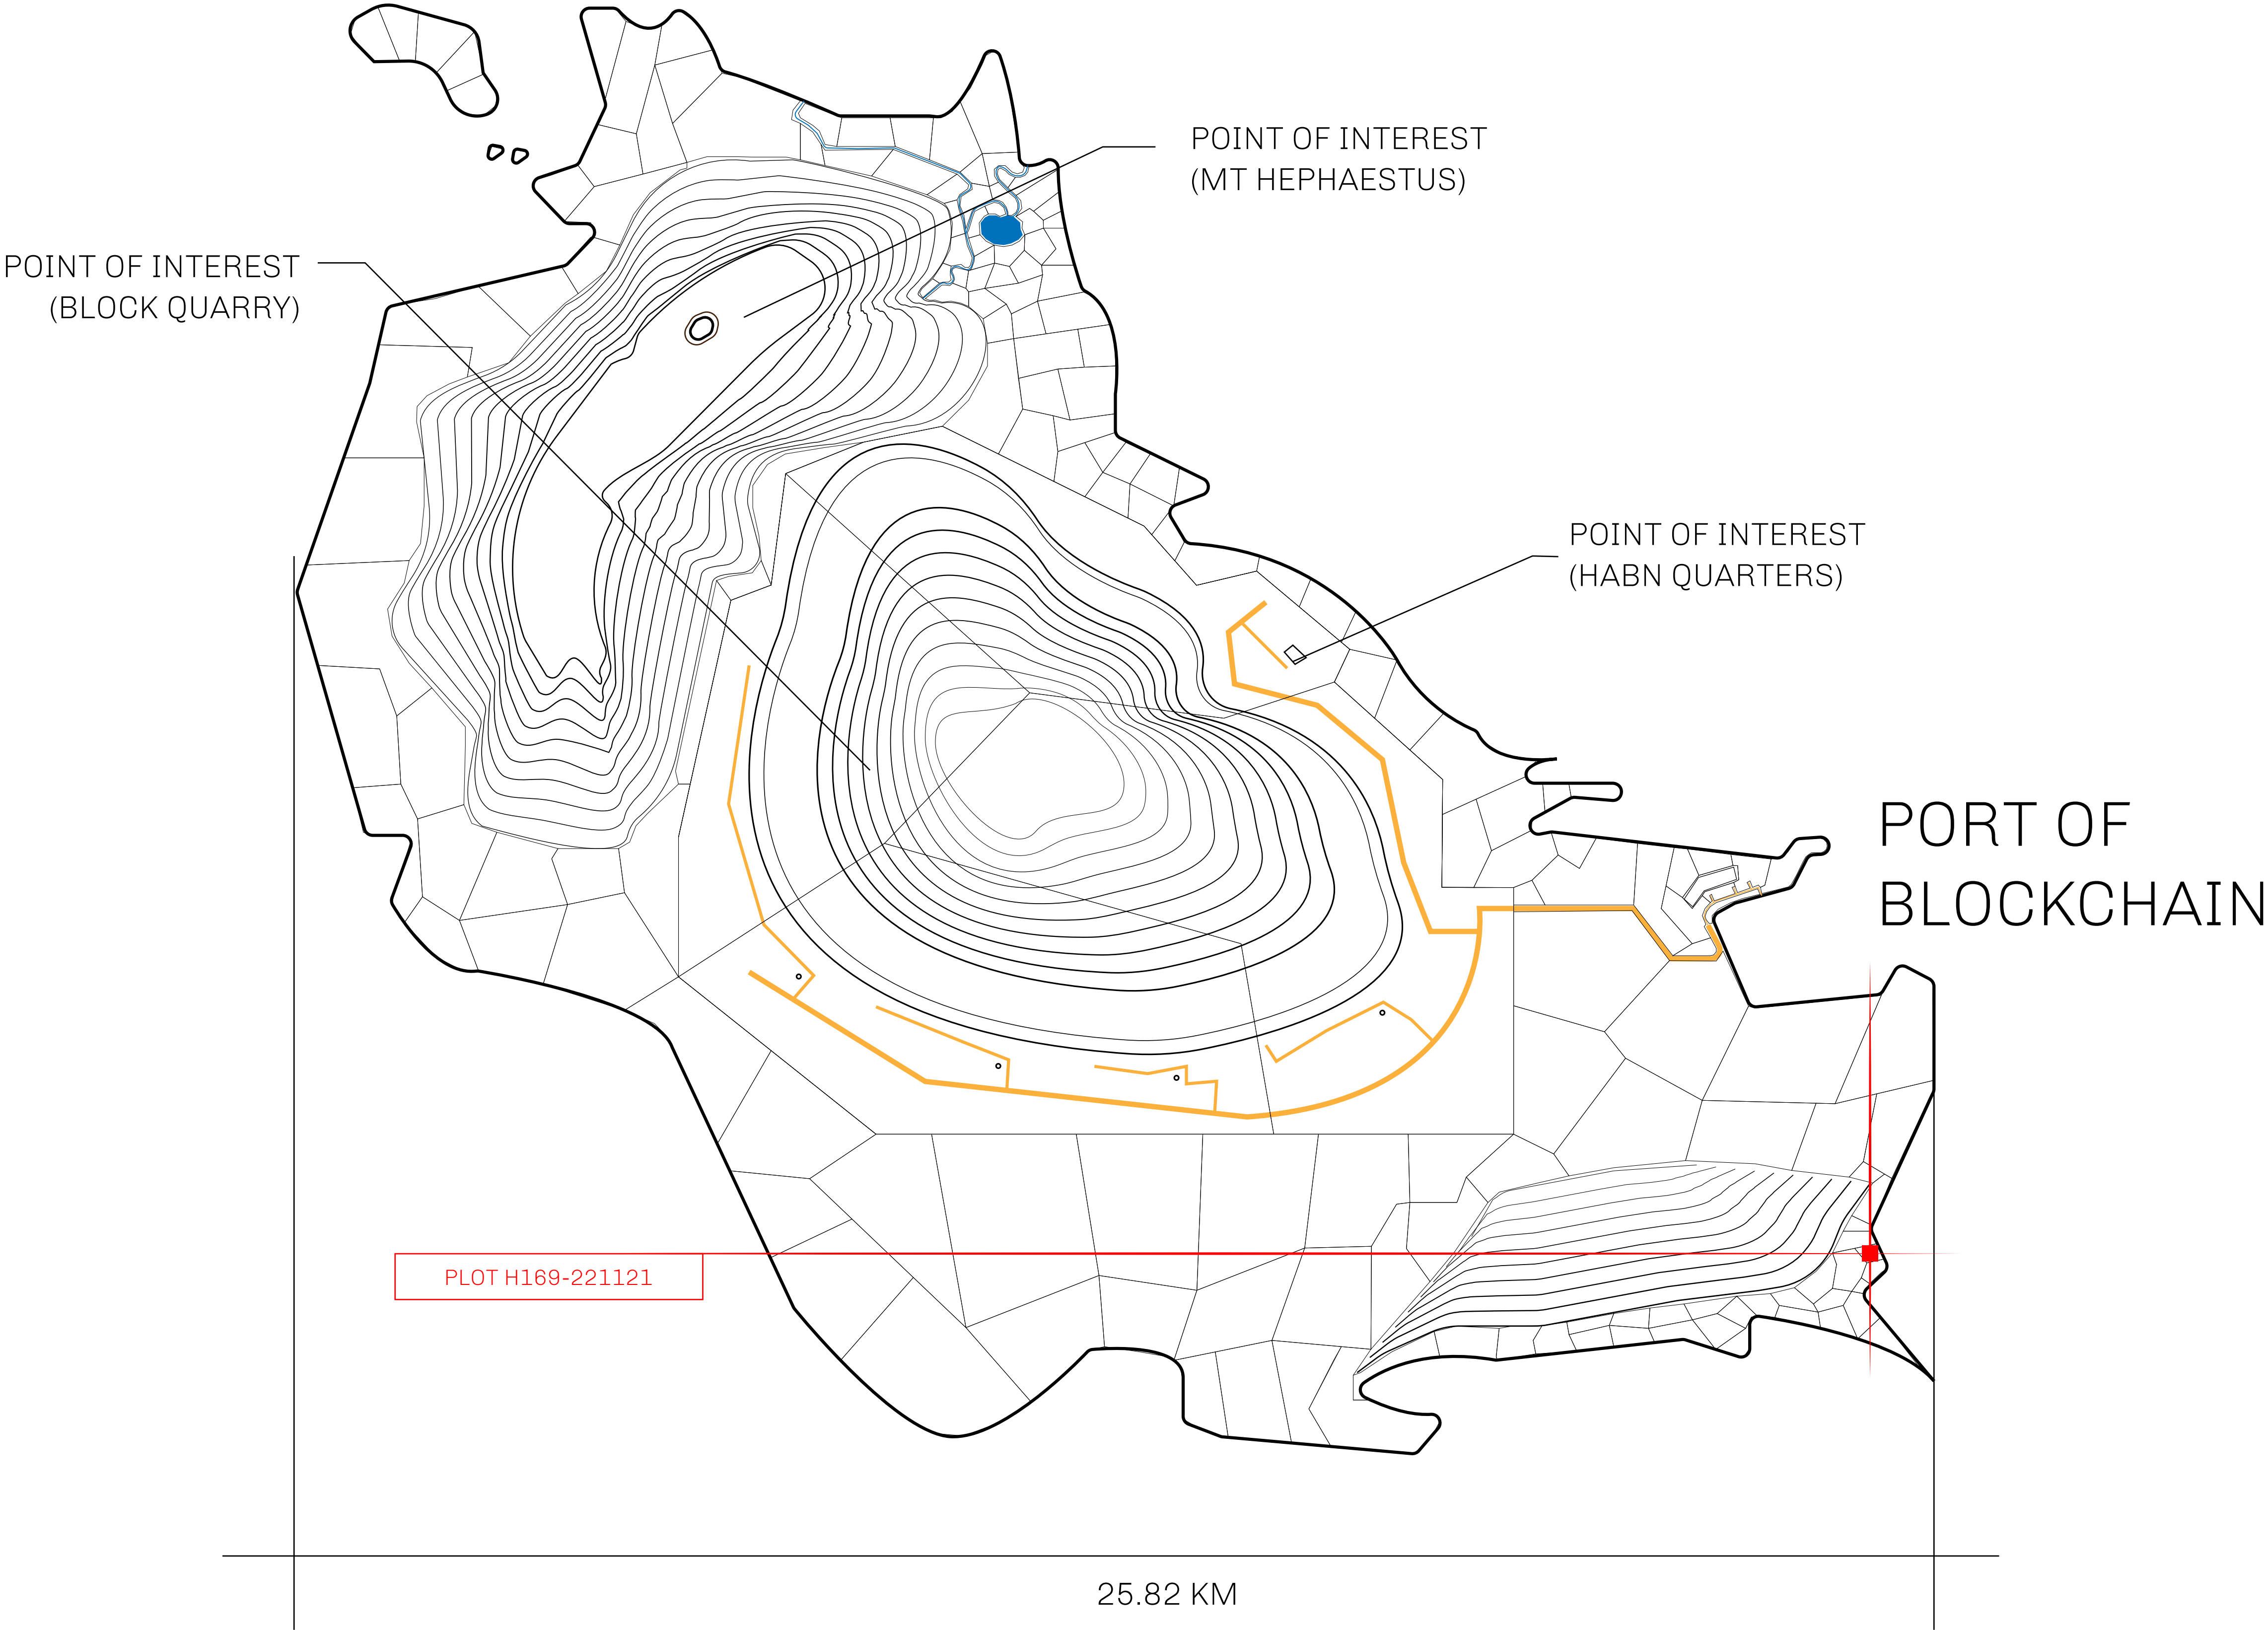 POINT OF INTEREST
(MT HEPHAESTUS)
POINT OF INTEREST
(BLOCK QUARRY)
POINT OF INTEREST
(HABN QUARTERS)
PORT OF
BLOCKCHAIN
PLOT H169-221121
25.82 KM